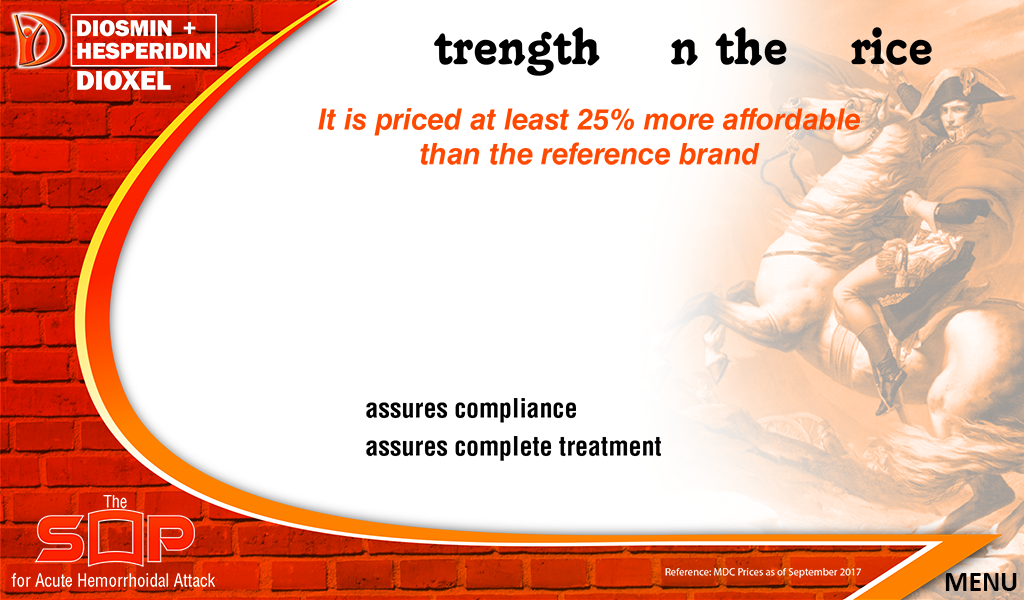 DIOSMIN +
HESPERIDIN
DIOXEL
trength n the rice
It is priced at least 25% more affordable
than the reference brand
assures compliance
assures complete treatment
The
SOP
for Acute Hemorrhoidal Attack
Reference: MDC Prices as of September 2017
MENU